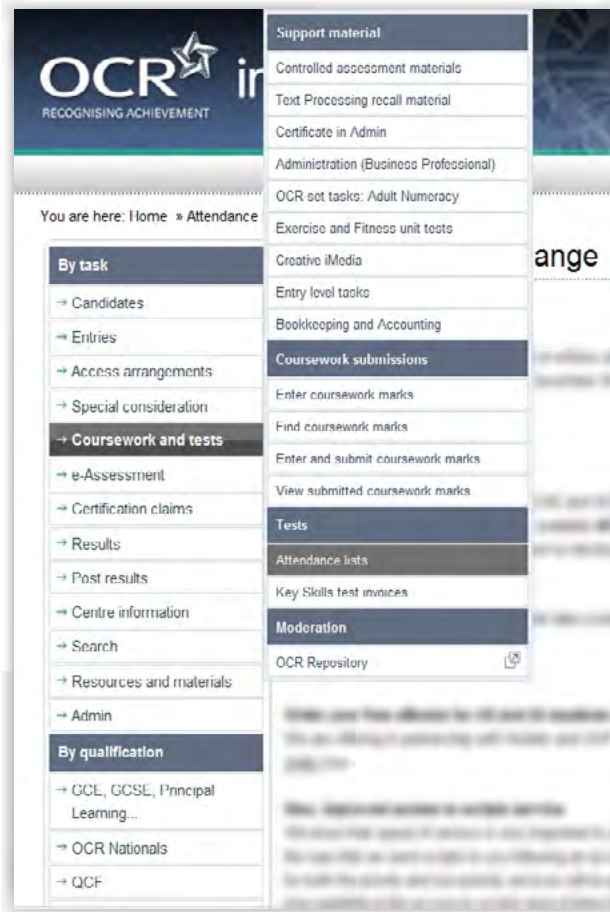 OCR
RECOGNISING ACHIEVEMENT
in
You are here: Home » Attendance
ange
By task
→ Candidates
→ Entries
→ Access arrangements
→ Special consideration
→ Coursework and tests
→ e-Assessment
→ Certification claims
→ Results
→ Post results
→ Centre information
→ Search
→ Resources and materials
→ Admin
By qualification
→ GCE, GCSE, Principal
Learning...
→ OCR Nationals
→ QCF
Support material
Controlled assessment materials
Text Processing recall material
Certificate in Admin
Administration (Business Professional)
OCR set tasks: Adult Numeracy
Exercise and Fitness unit tests
Creative iMedia
Entry level tasks
Bookkeeping and Accounting
Coursework submissions
Enter coursework marks
Find coursework marks
Enter and submit coursework marks
View submitted coursework marks
Tests
Attendance lists
Key Skills test invoices
Moderation
OCR Repository